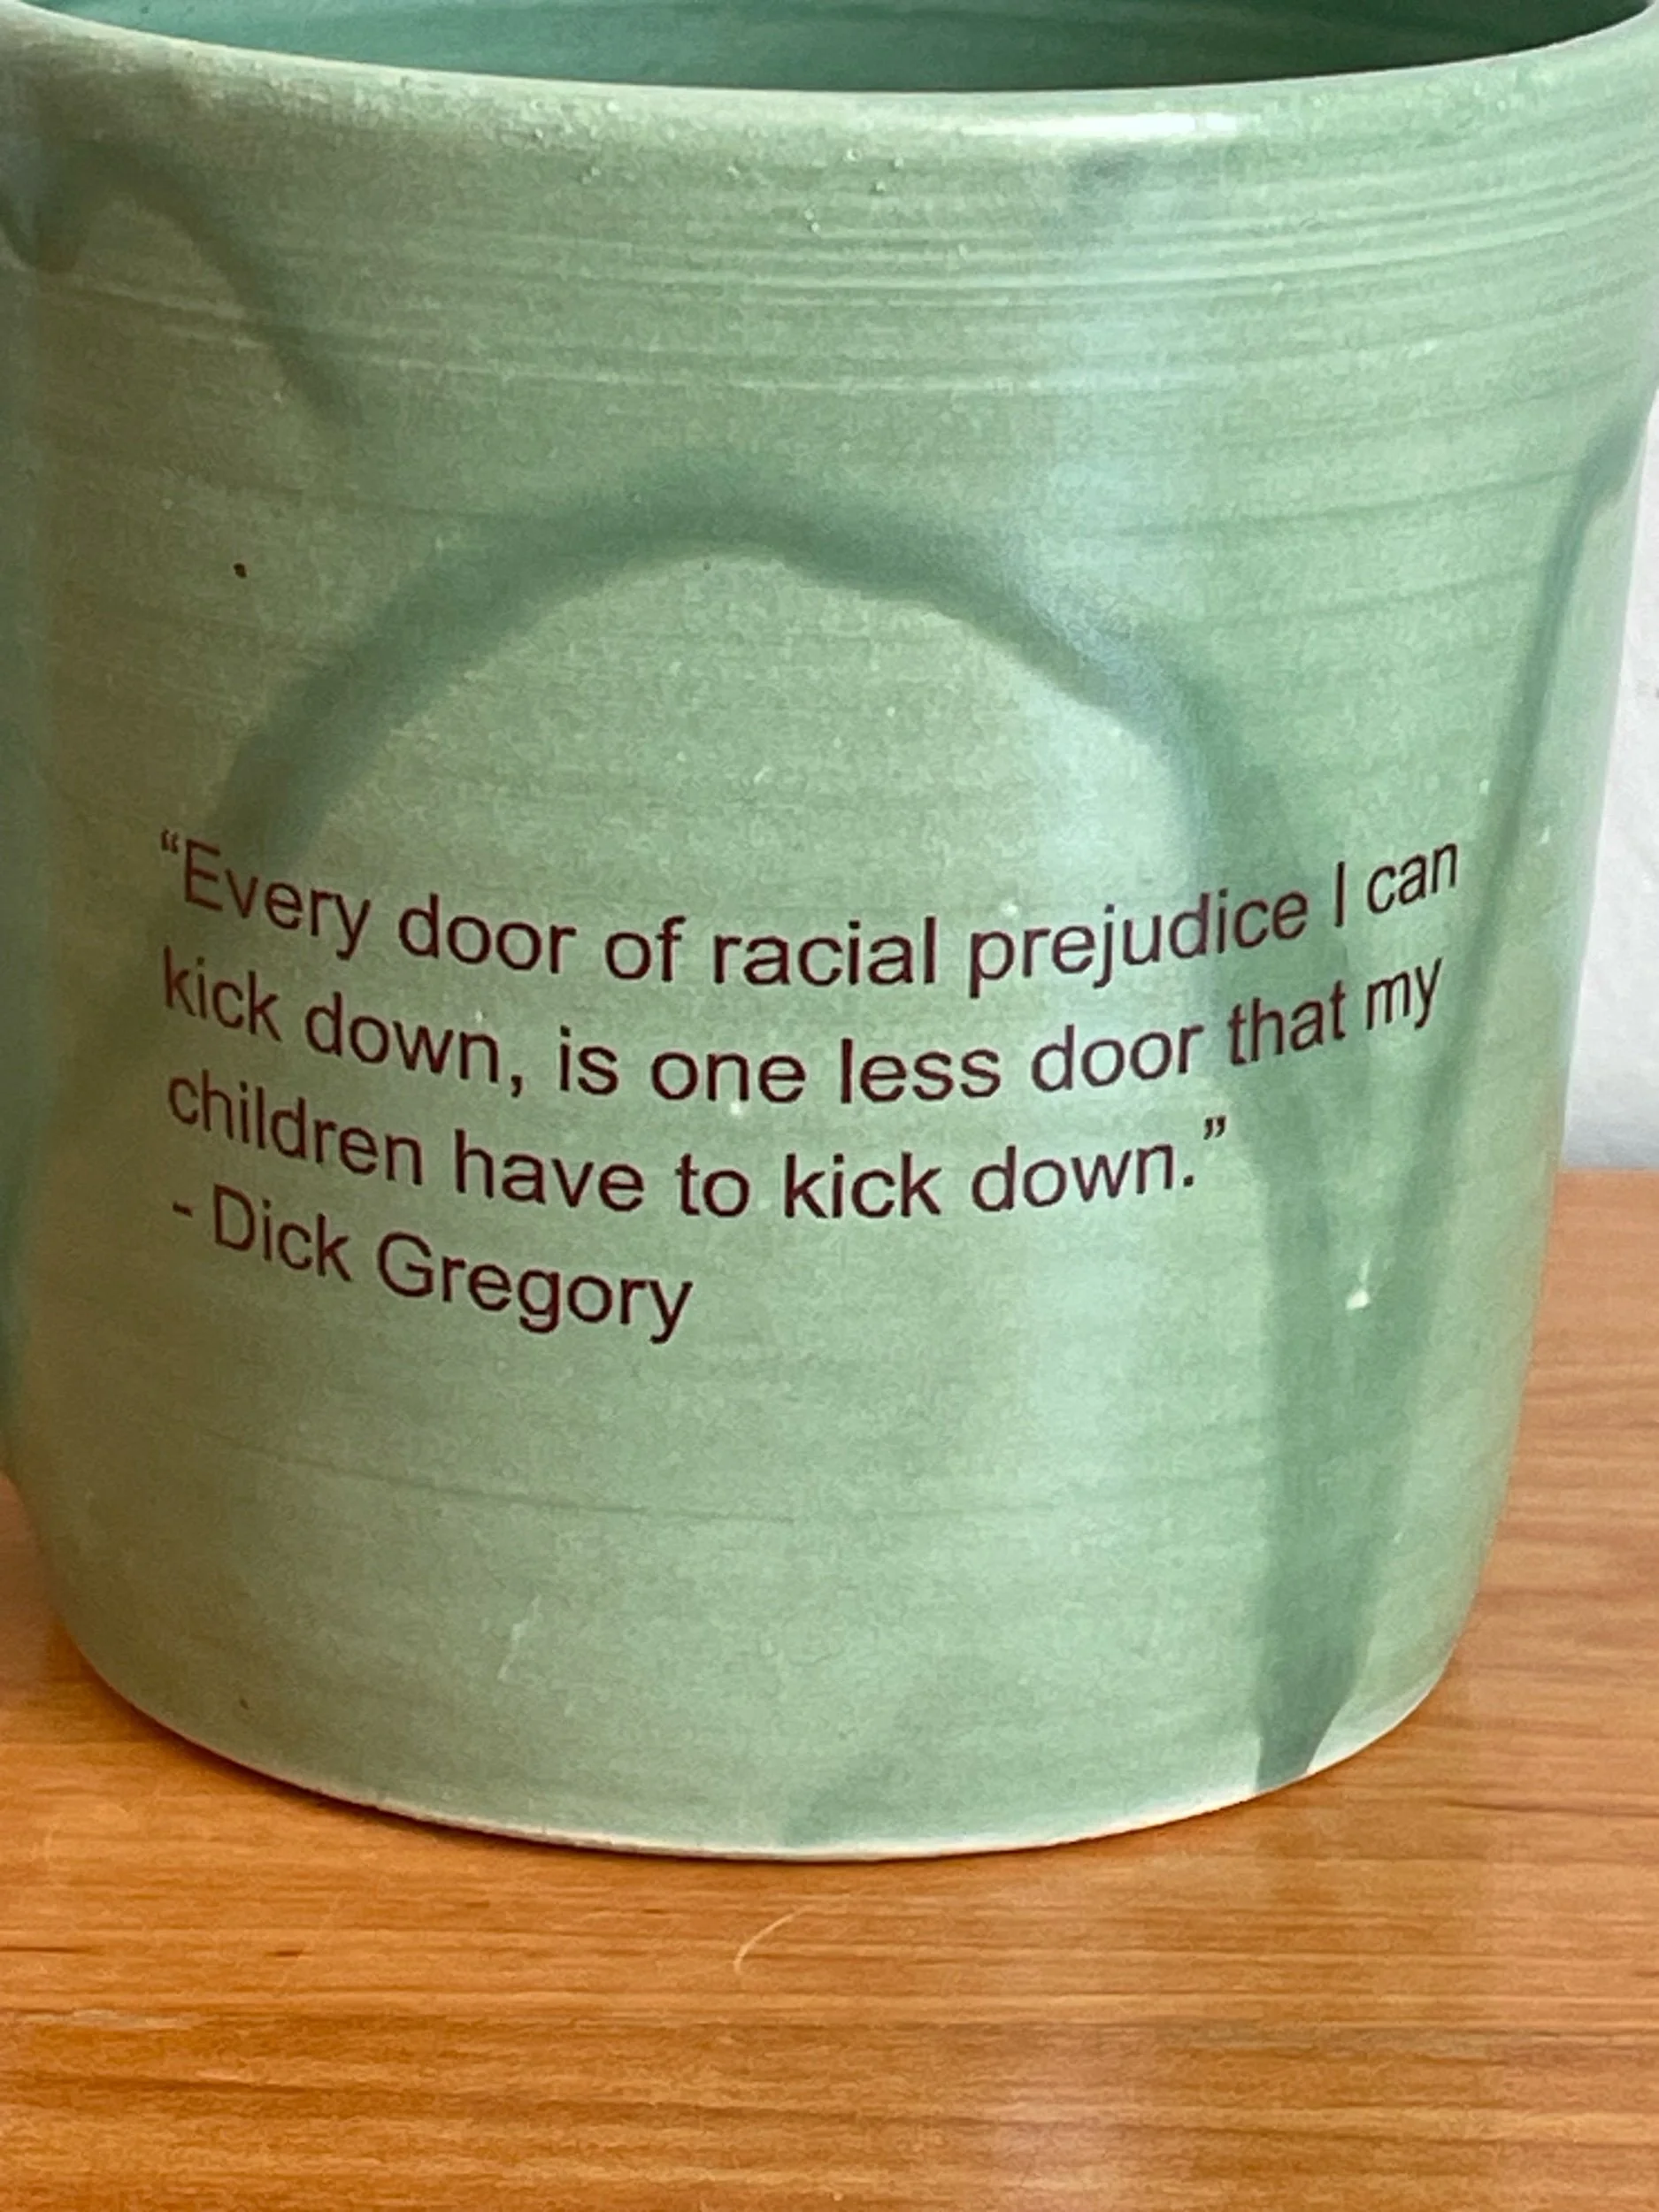 “Every door of racial prejudice I can
kick down, is one less door that my
children have to kick down.”
- Dick Gregory